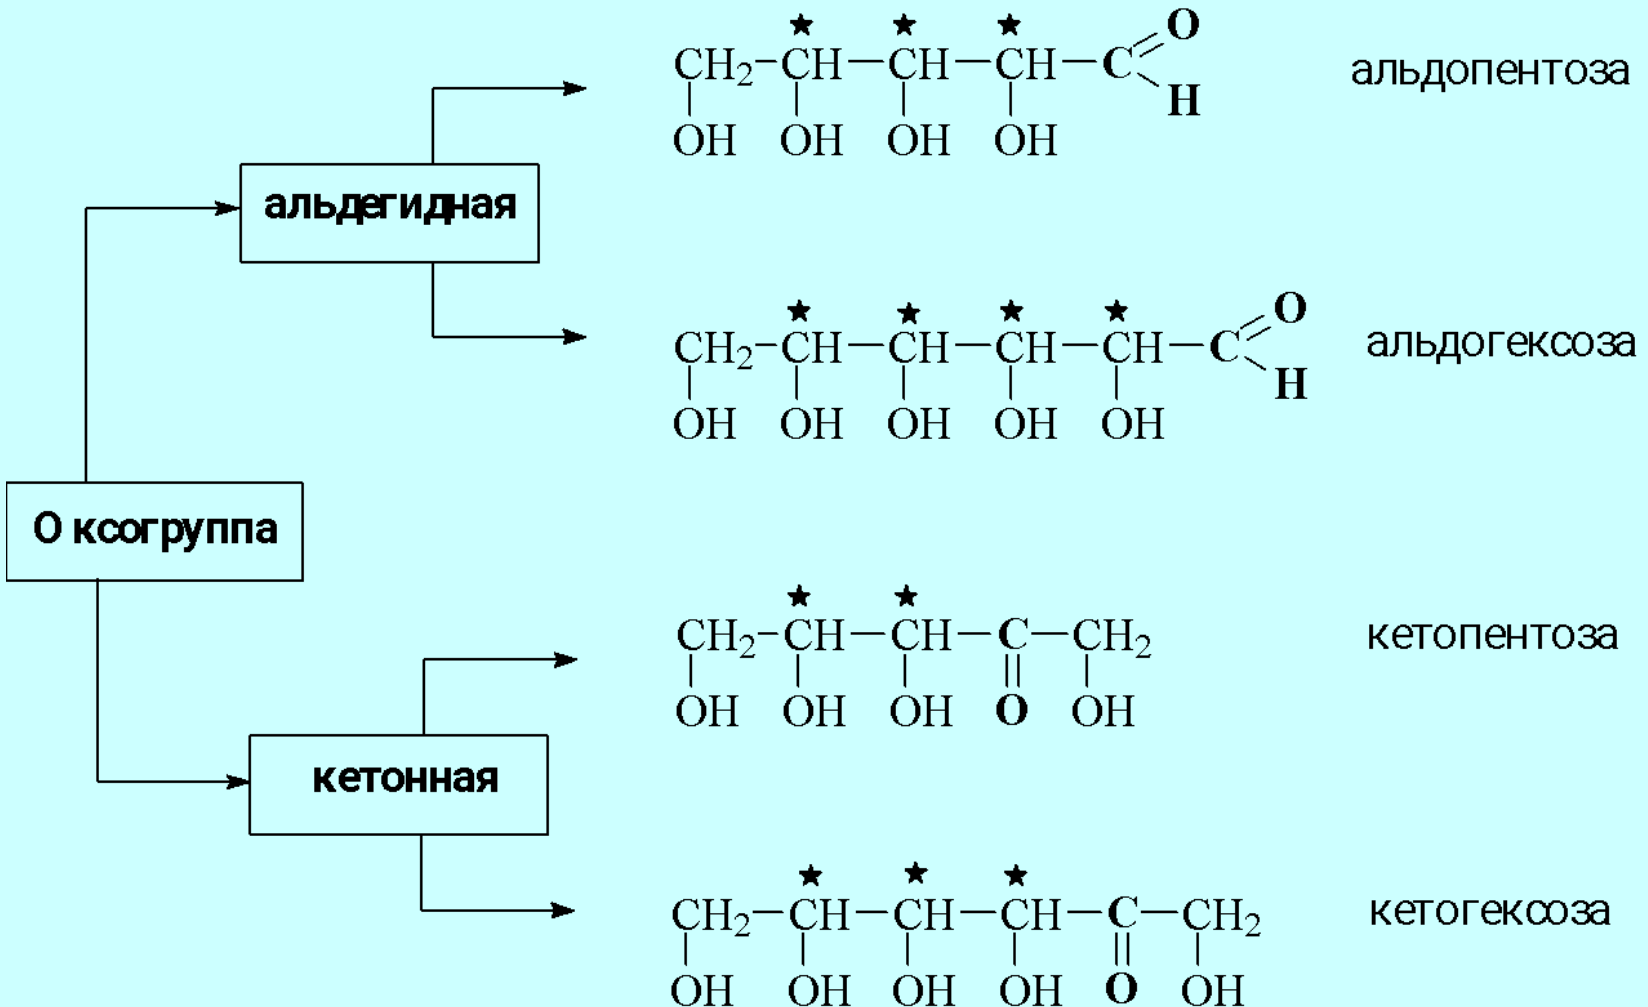 ★ ★ ★ O
CH2—CH—CH—CH—C альдопентоза
H
OH OH OH OH
альдегидная
★ ★ ★ ★ O
CH2—CH—CH—CH—CH—C альдогексоза
H
OH OH OH OH OH
О ксогруппа
★ ★
CH2—CH—CH—C—CH2 кетопентоза
OH OH OH O OH
кетонная
★ ★ ★
CH2—CH—CH—CH—C—CH2 кетогексоза
OH OH OH OH O OH